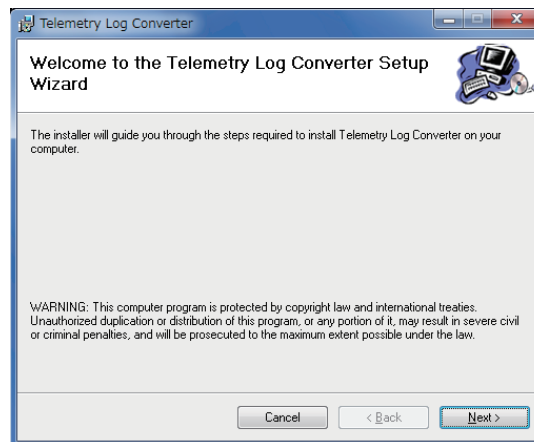 Telemetry Log Converter
Welcome to the Telemetry Log Converter Setup
Wizard
The installer will guide you through the steps required to install Telemetry Log Converter on your
computer.
WARNING: This computer program is protected by copyright law and international treaties.
Unauthorized duplication or distribution of this program, or any portion of it, may result in severe civil
or criminal penalties, and will be prosecuted to the maximum extent possible under the law.
Cancel < Back Next >